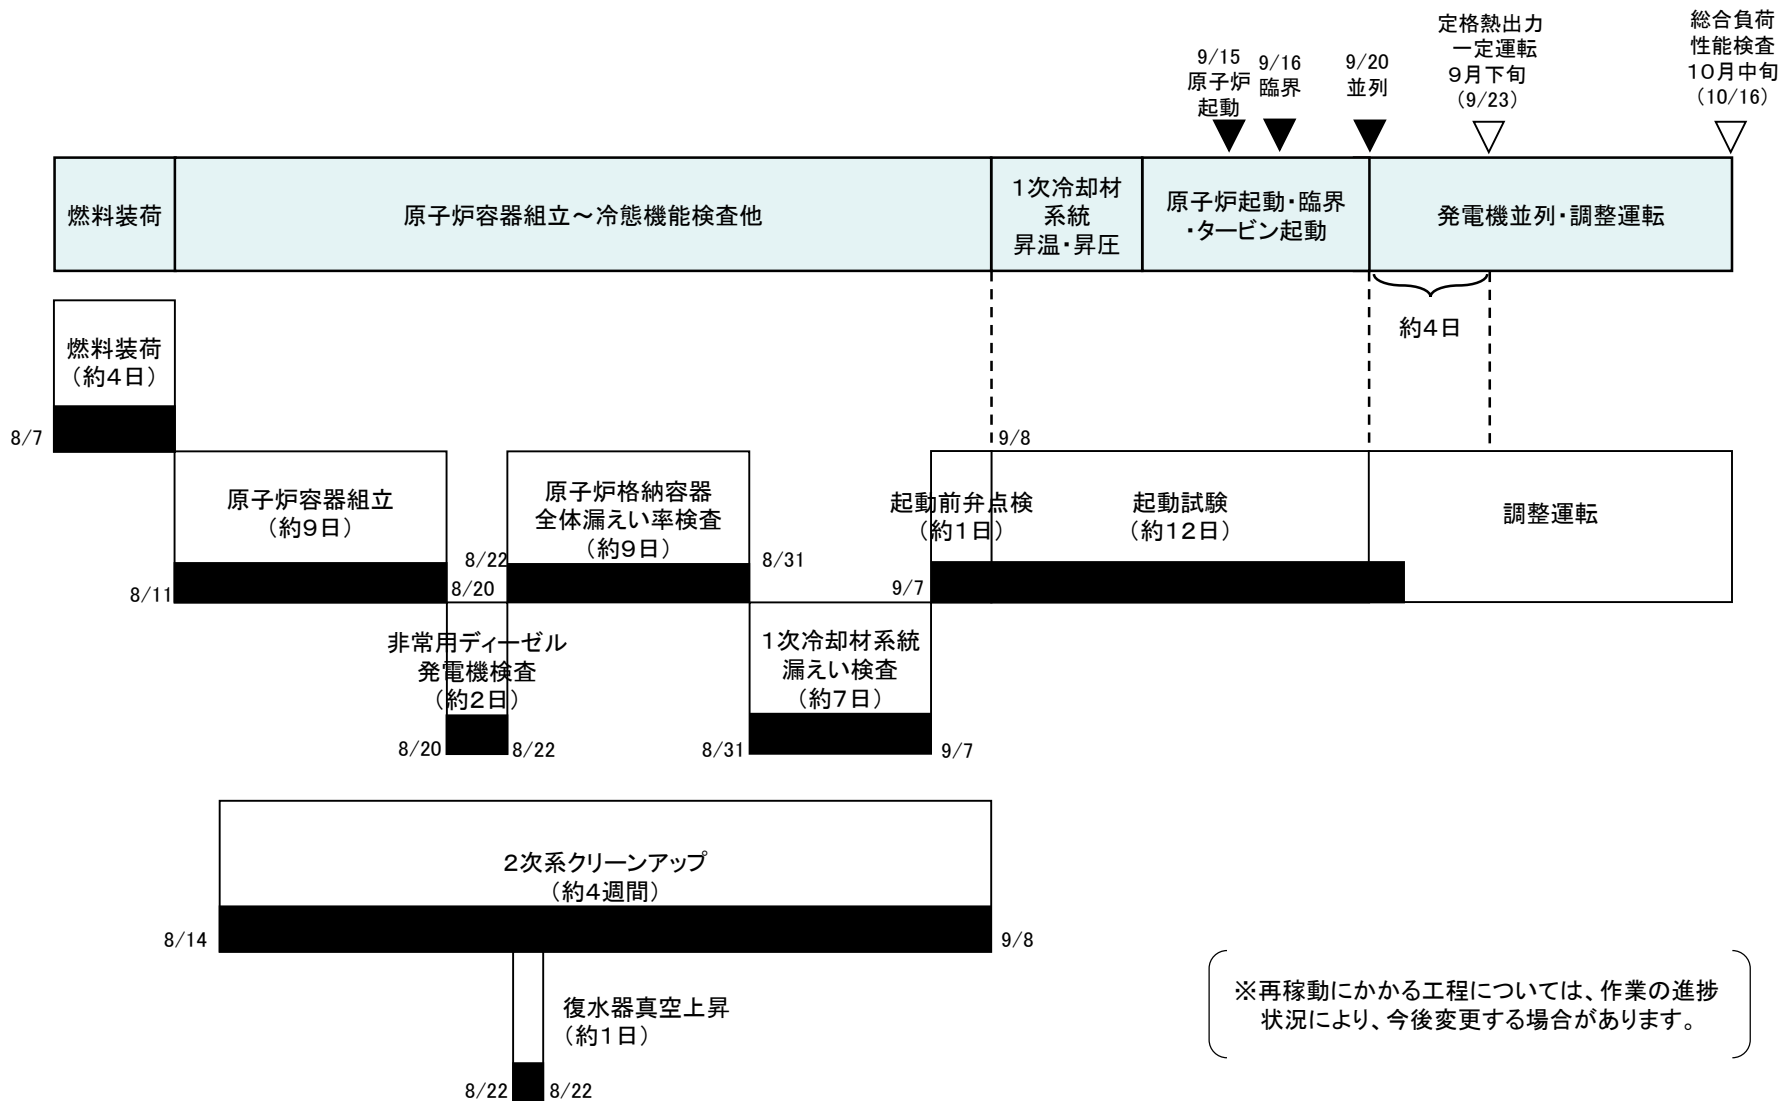 9/15
原子炉
起動
9/16
臨界
9/20
並列
定格熱出力
一定運転
9月下旬
(9/23)
総合負荷
性能検査
10月中旬
(10/16)
燃料装荷
原子炉容器組立～冷態機能検査他
1次冷却材
系統
昇温・昇圧
原子炉起動・臨界
・タービン起動
発電機並列・調整運転
約4日
燃料装荷
(約4日)
8/7
原子炉容器組立
(約9日)
8/11
8/20
原子炉格納容器
全体漏えい率検査
(約9日)
8/22
8/31
起動前弁点検
(約1日)
9/7
9/8
起動試験
(約12日)
調整運転
非常用ディーゼル
発電機検査
(約2日)
8/20
8/22
1次冷却材系統
漏えい検査
(約7日)
8/31
9/7
2次系クリーンアップ
(約4週間)
8/14
9/8
復水器真空上昇
(約1日)
8/22
8/22
※再稼動にかかる工程については、作業の進捗
状況により、今後変更する場合があります。